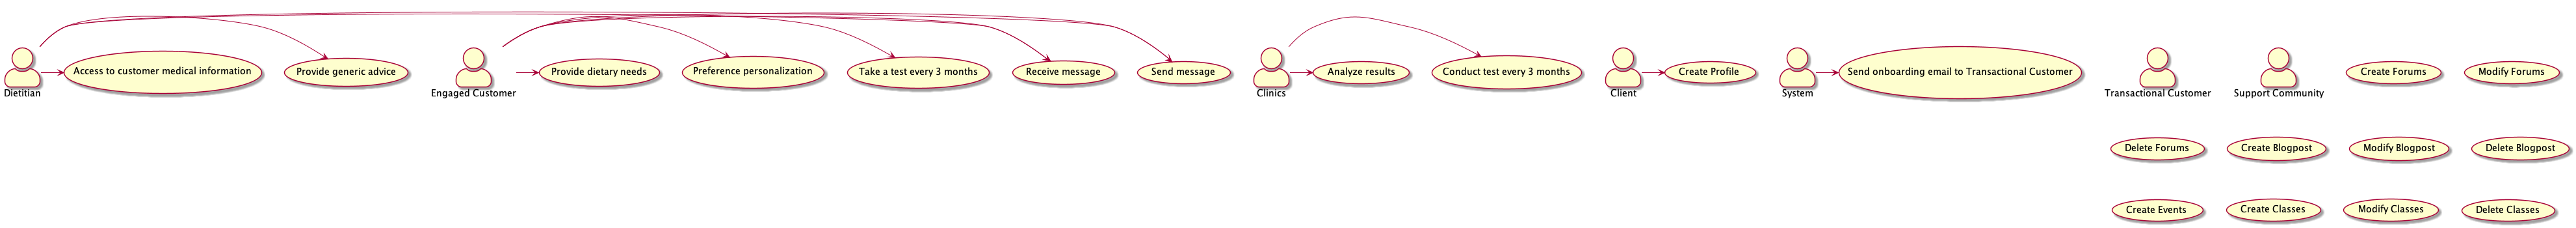 Access to customer medical information
Provide generic advice
Provide dietary needs
Preference personalization
Take a test every 3 months
Receive message
Send message
Analyze results
Conduct test every 3 months
Create Profile
Send onboarding email to Transactional Customer
Create Forums
Modify Forums
Dietitian
Engaged Customer
Clinics
Client
System
Transactional Customer
Support Community
Delete Forums
Create Blogpost
Modify Blogpost
Delete Blogpost
Create Events
Create Classes
Modify Classes
Delete Classes